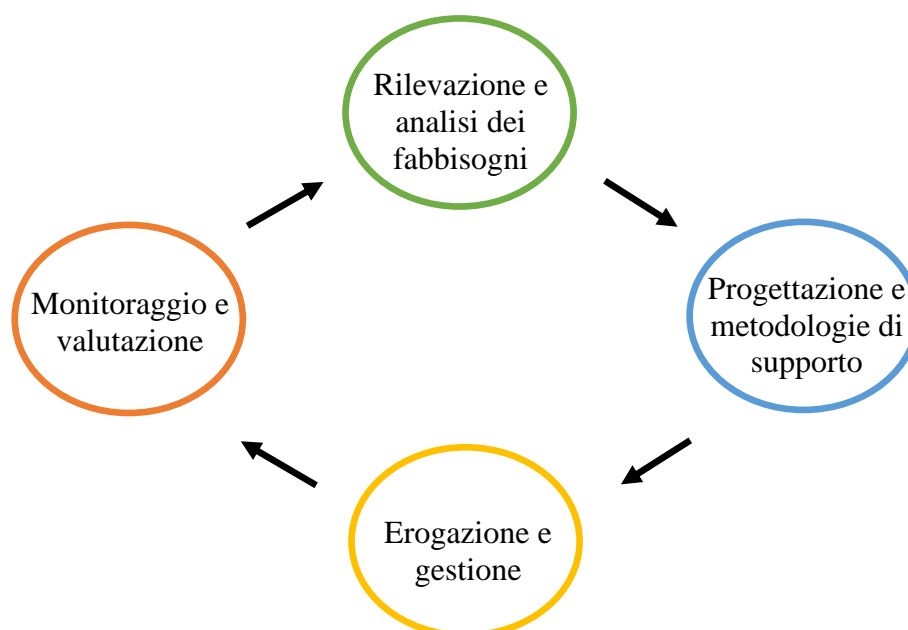 Rilevazione e
analisi dei
fabbisogni
Progettazione e
metodologie di
supporto
Monitoraggio e
valutazione
Erogazione e
gestione